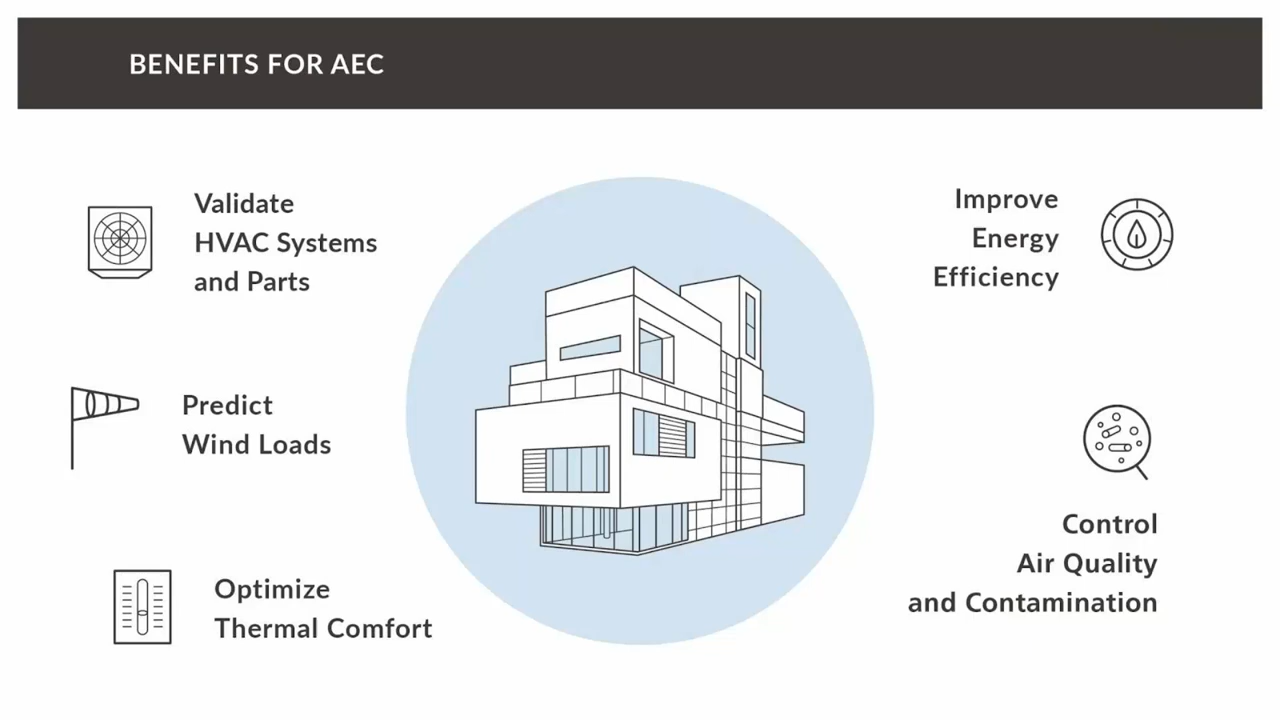 BENEFITS FOR AEC
Validate
HVAC Systems
and Parts
Predict
Wind Loads
Optimize
Thermal Comfort
Improve
Energy
Efficiency
Control
Air Quality
and Contamination